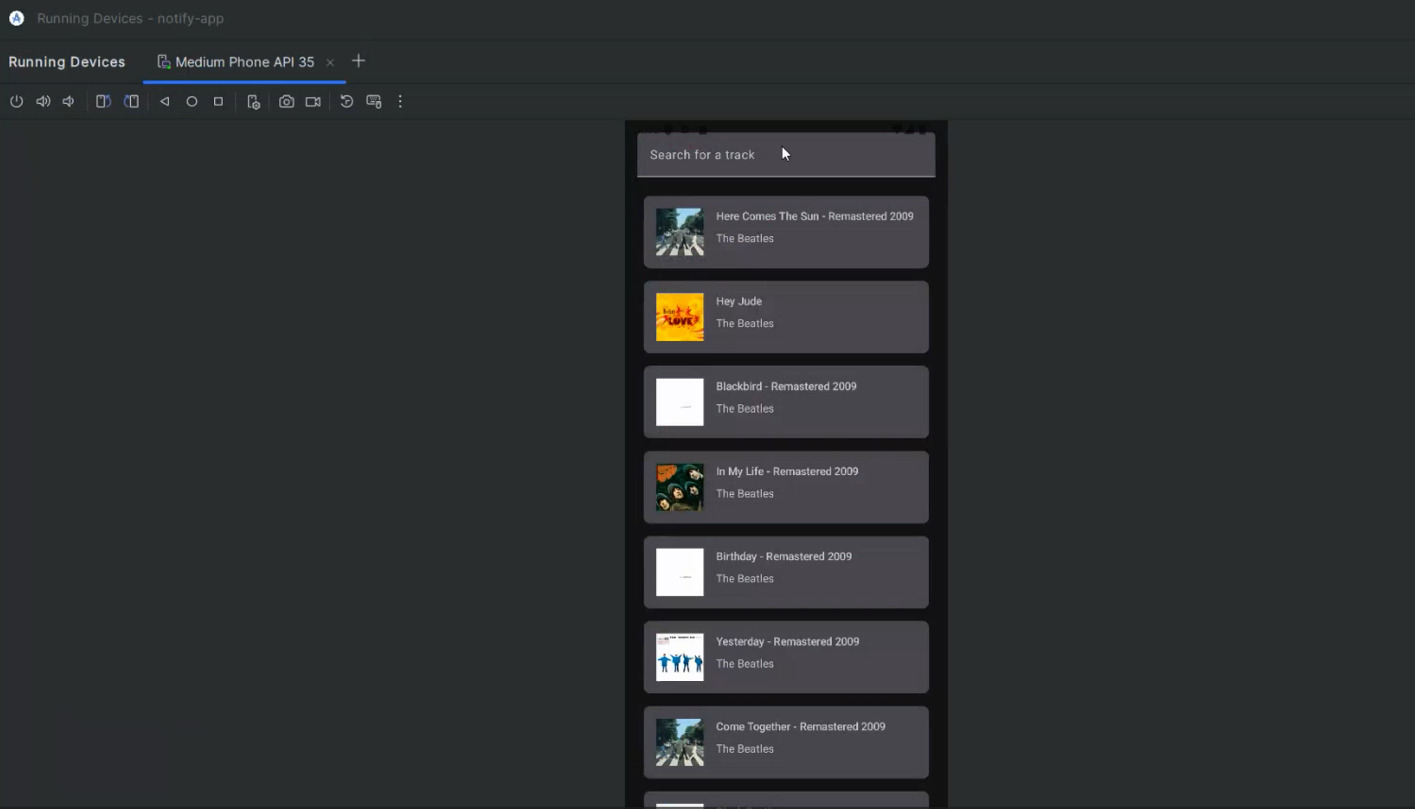 Running Devices - notify-app
Running Devices
Medium Phone API 35
Search for a track
Here Comes The Sun - Remastered 2009
The Beatles
Hey Jude
The Beatles
LOVE
Blackbird - Remastered 2009
The Beatles
In My Life - Remastered 2009
The Beatles
Birthday - Remastered 2009
The Beatles
Yesterday - Remastered 2009
The Beatles
Come Together - Remastered 2009
The Beatles